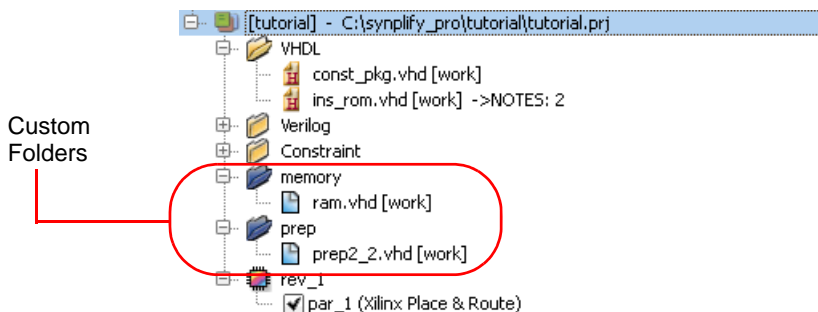 [tutorial] - C:\synplify_pro\tutorial\tutorial.prj
VHDL
const_pkg.vhd [work]
ins_rom.vhd [work] ->NOTES: 2
Custom
Folders
Verilog
Constraint
memory
ram.vhd [work]
prep
prep2_2.vhd [work]
rev_1
par_1 (Xilinx Place & Route)